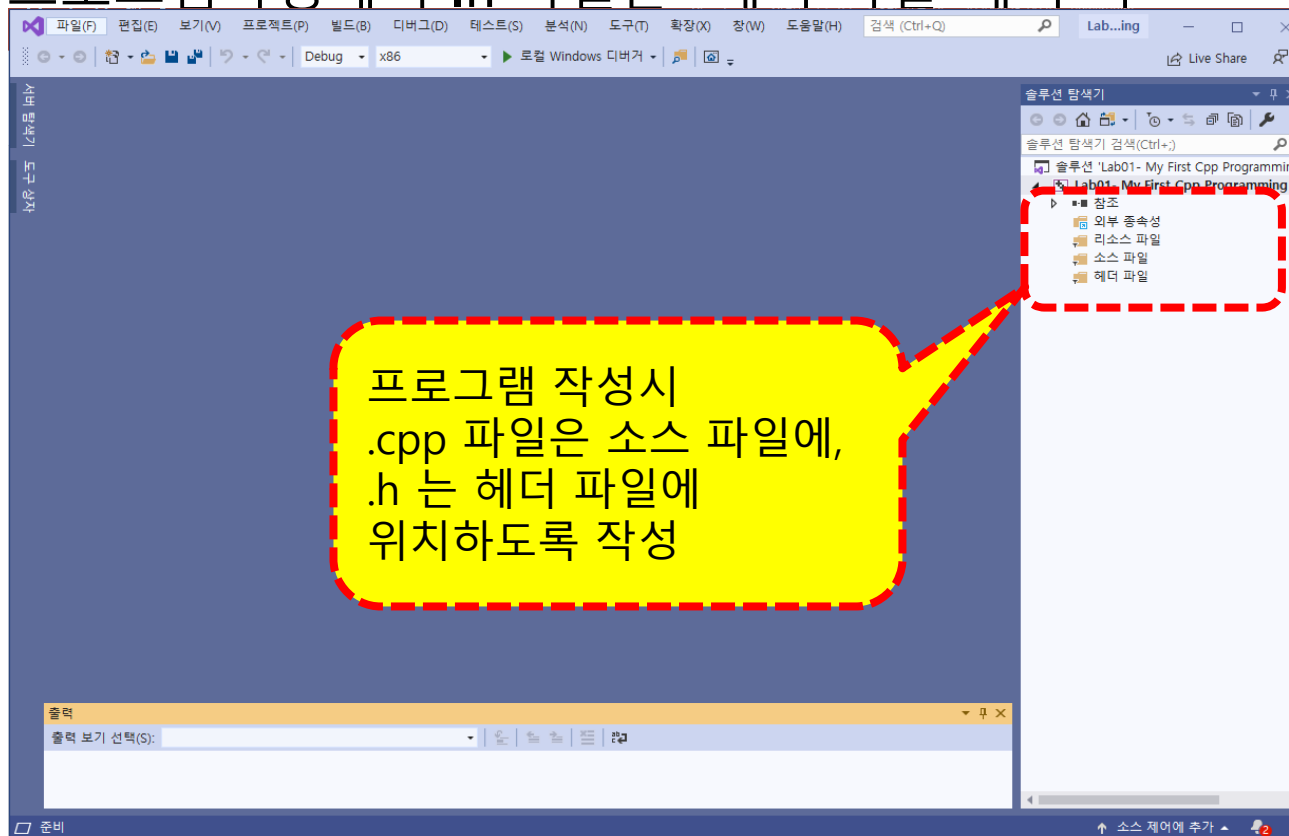 파일(F) 편집(E) 보기(V) 프로젝트(P) 빌드(B) 디버그(D) 테스트(S) 분석(N) 도구(T) 확장(X) 창(W) 도움말(H) 검색 (Ctrl+Q) Lab...ing
Debug x86 로컬 Windows 디버거 Live Share
서버 탐색기
도구 상자
솔루션 탐색기
솔루션 탐색기 검색(Ctrl+;)
솔루션 'Lab01- My First Cpp Programmin
Lab01- My First Cpp Programming
참조
외부 종속성
리소스 파일
소스 파일
헤더 파일
프로그램 작성시
.cpp 파일은 소스 파일에,
.h 는 헤더 파일에
위치하도록 작성
출력
출력 보기 선택(S):
준비 소스 제어에 추가 2